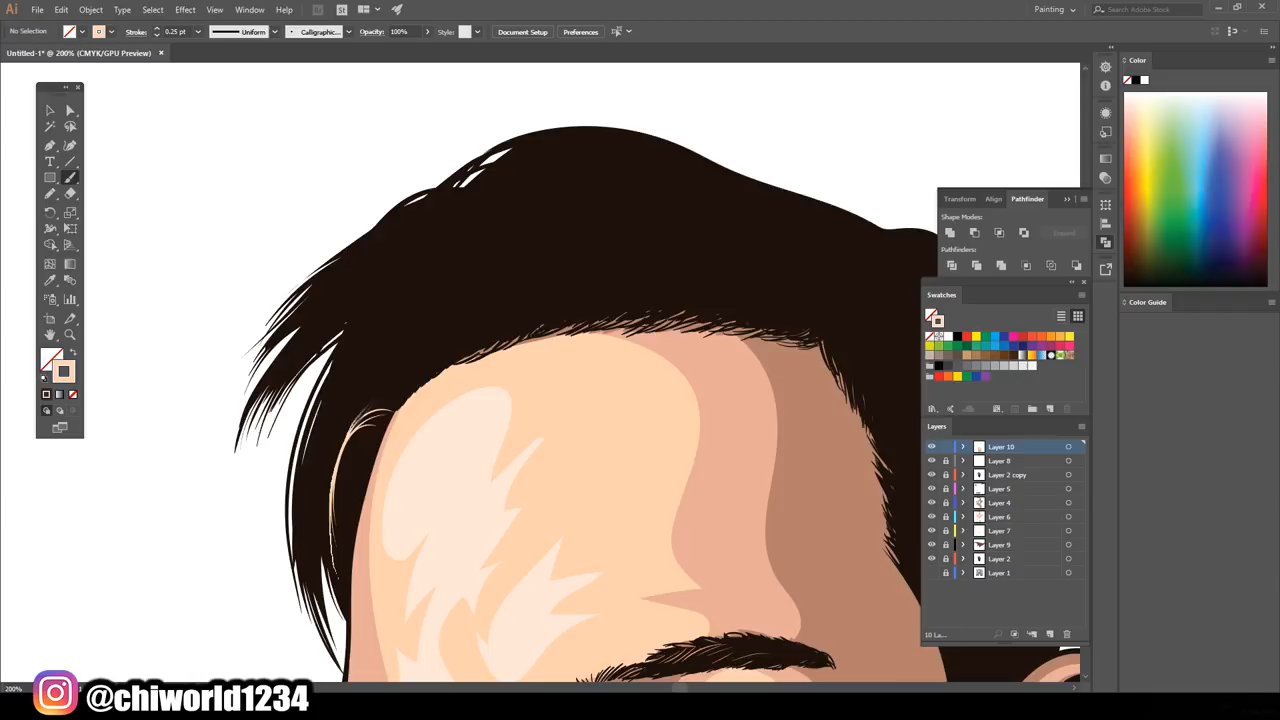 Ai File Edit Object Type Select Effect View Window Help Br St Painting Search Adobe Stock
No Selection Stroke: 0.25 pt Uniform Calligraphic... Opacity: 100% Style: Document Setup Preferences
Untitled-1* @ 200% (CMYK/GPU Preview)
Color
Transform Align Pathfinder
Shape Modes:
Expand
Pathfinders:
Swatches
Color Guide
Layers
Layer 10
Layer 8
Layer 2 copy
Layer 5
Layer 4
Layer 6
Layer 7
Layer 9
Layer 2
Layer 1
10 La...
200%
@chiworld1234